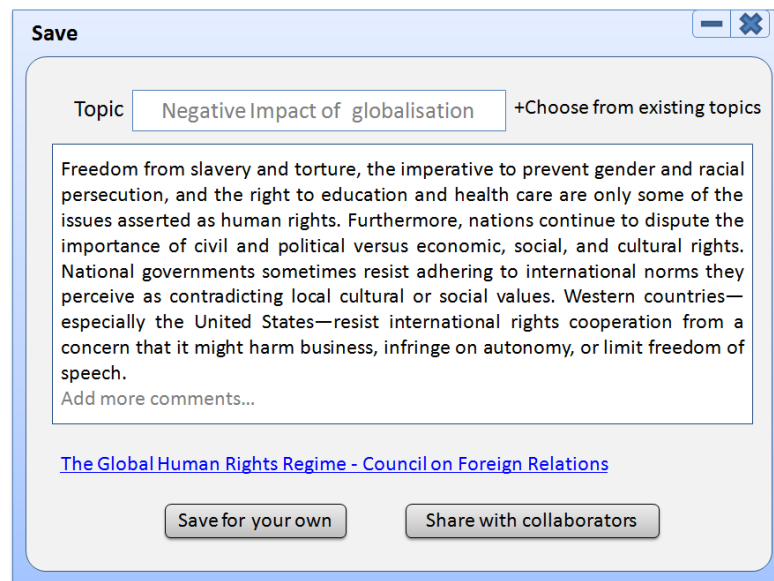 Save
Topic Negative Impact of globalisation +Choose from existing topics
Freedom from slavery and torture, the imperative to prevent gender and racial
persecution, and the right to education and health care are only some of the
issues asserted as human rights. Furthermore, nations continue to dispute the
importance of civil and political versus economic, social, and cultural rights.
National governments sometimes resist adhering to international norms they
perceive as contradicting local cultural or social values. Western countries—
especially the United States—resist international rights cooperation from a
concern that it might harm business, infringe on autonomy, or limit freedom of
speech.
Add more comments...
The Global Human Rights Regime - Council on Foreign Relations
Save for your own Share with collaborators